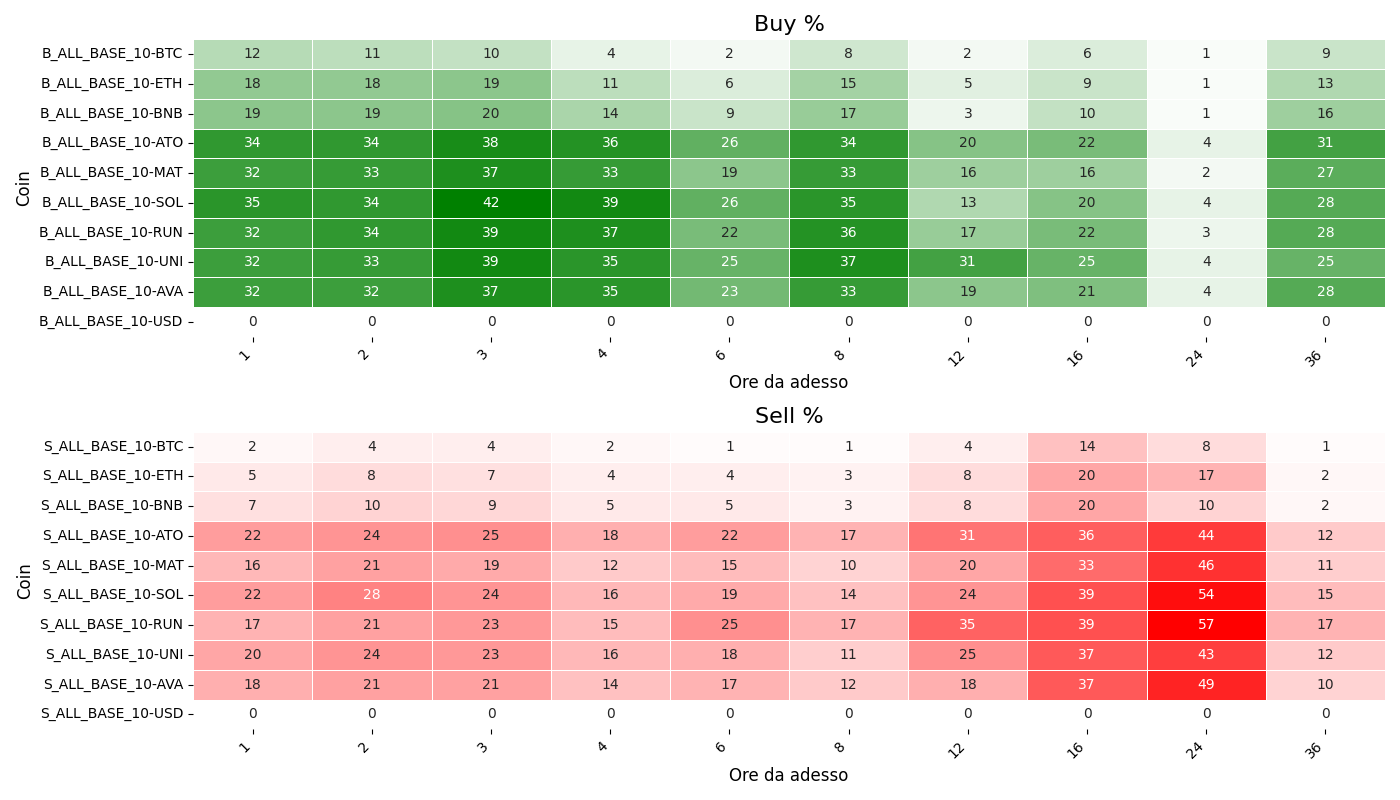 Buy %
Coin
B_ALL_BASE_10-BTC 12 11 10 4 2 8 2 6 1 9
B_ALL_BASE_10-ETH 18 18 19 11 6 15 5 9 1 13
B_ALL_BASE_10-BNB 19 19 20 14 9 17 3 10 1 16
B_ALL_BASE_10-ATO 34 34 38 36 26 34 20 22 4 31
B_ALL_BASE_10-MAT 32 33 37 33 19 33 16 16 2 27
B_ALL_BASE_10-SOL 35 34 42 39 26 35 13 20 4 28
B_ALL_BASE_10-RUN 32 34 39 37 22 36 17 22 3 28
B_ALL_BASE_10-UNI 32 33 39 35 25 37 31 25 4 25
B_ALL_BASE_10-AVA 32 32 37 35 23 33 19 21 4 28
B_ALL_BASE_10-USD 0 0 0 0 0 0 0 0 0 0
1 2 3 4 6 8 12 16 24 36
Ore da adesso
Sell %
Coin
S_ALL_BASE_10-BTC 2 4 4 2 1 1 4 14 8 1
S_ALL_BASE_10-ETH 5 8 7 4 4 3 8 20 17 2
S_ALL_BASE_10-BNB 7 10 9 5 5 3 8 20 10 2
S_ALL_BASE_10-ATO 22 24 25 18 22 17 31 36 44 12
S_ALL_BASE_10-MAT 16 21 19 12 15 10 20 33 46 11
S_ALL_BASE_10-SOL 22 28 24 16 19 14 24 39 54 15
S_ALL_BASE_10-RUN 17 21 23 15 25 17 35 39 57 17
S_ALL_BASE_10-UNI 20 24 23 16 18 11 25 37 43 12
S_ALL_BASE_10-AVA 18 21 21 14 17 12 18 37 49 10
S_ALL_BASE_10-USD 0 0 0 0 0 0 0 0 0 0
1 2 3 4 6 8 12 16 24 36
Ore da adesso